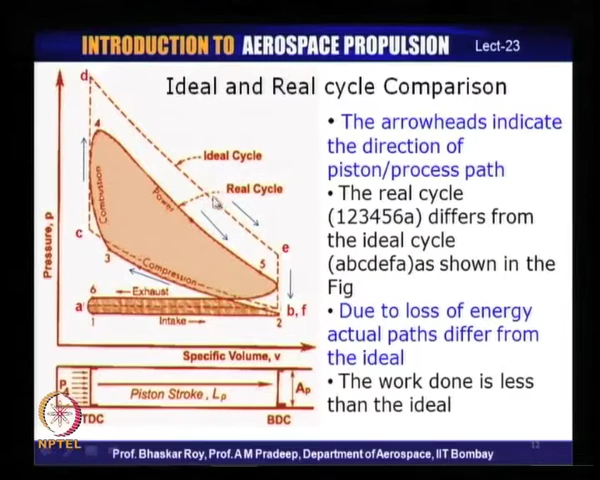 INTRODUCTION TO AEROSPACE PROPULSION
Lect-23
Ideal and Real cycle Comparison
d
4
Ideal Cycle
Real Cycle
Combustion
Power
c
3
Compression
5
e
6
Exhaust
a
1
Intake
2
b, f
Pressure, p
Specific Volume, v
P
Piston Stroke, Lp
Ap
TDC
BDC
NPTEL
• The arrowheads indicate
the direction of
piston/process path
• The real cycle
(123456a) differs from
the ideal cycle
(abcdefa)as shown in the
Fig
• Due to loss of energy
actual paths differ from
the ideal
• The work done is less
than the ideal
12
Prof. Bhaskar Roy, Prof. A M Pradeep, Department of Aerospace, IIT Bombay